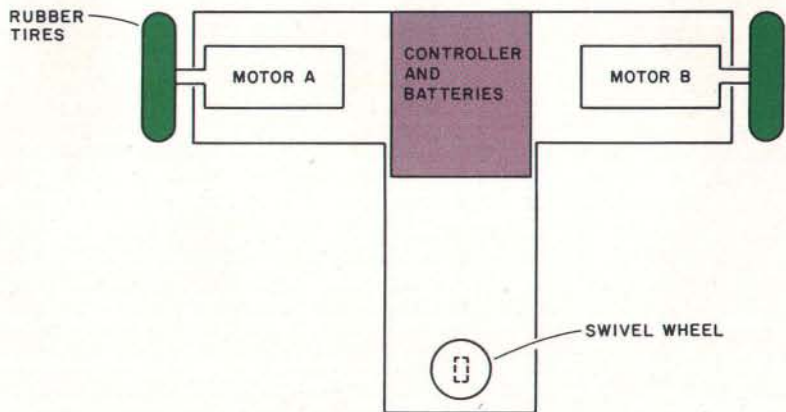 RUBBER
TIRES
MOTOR A
CONTROLLER
AND
BATTERIES
MOTOR B
SWIVEL WHEEL